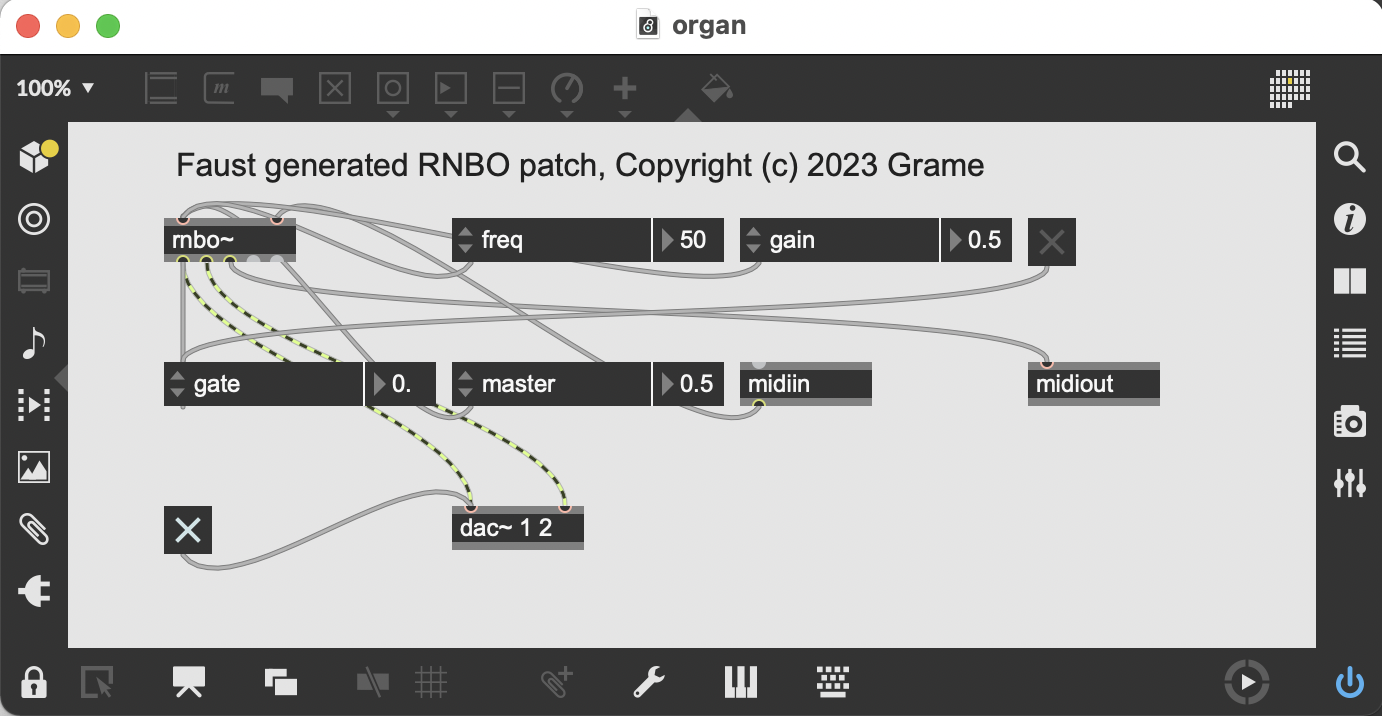 organ
100%
m
Faust generated RNBO patch, Copyright (c) 2023 Grame
rnbo~
freq
50
gain
0.5
gate
0.
master
0.5
midiin
midiout
dac~ 1 2
i